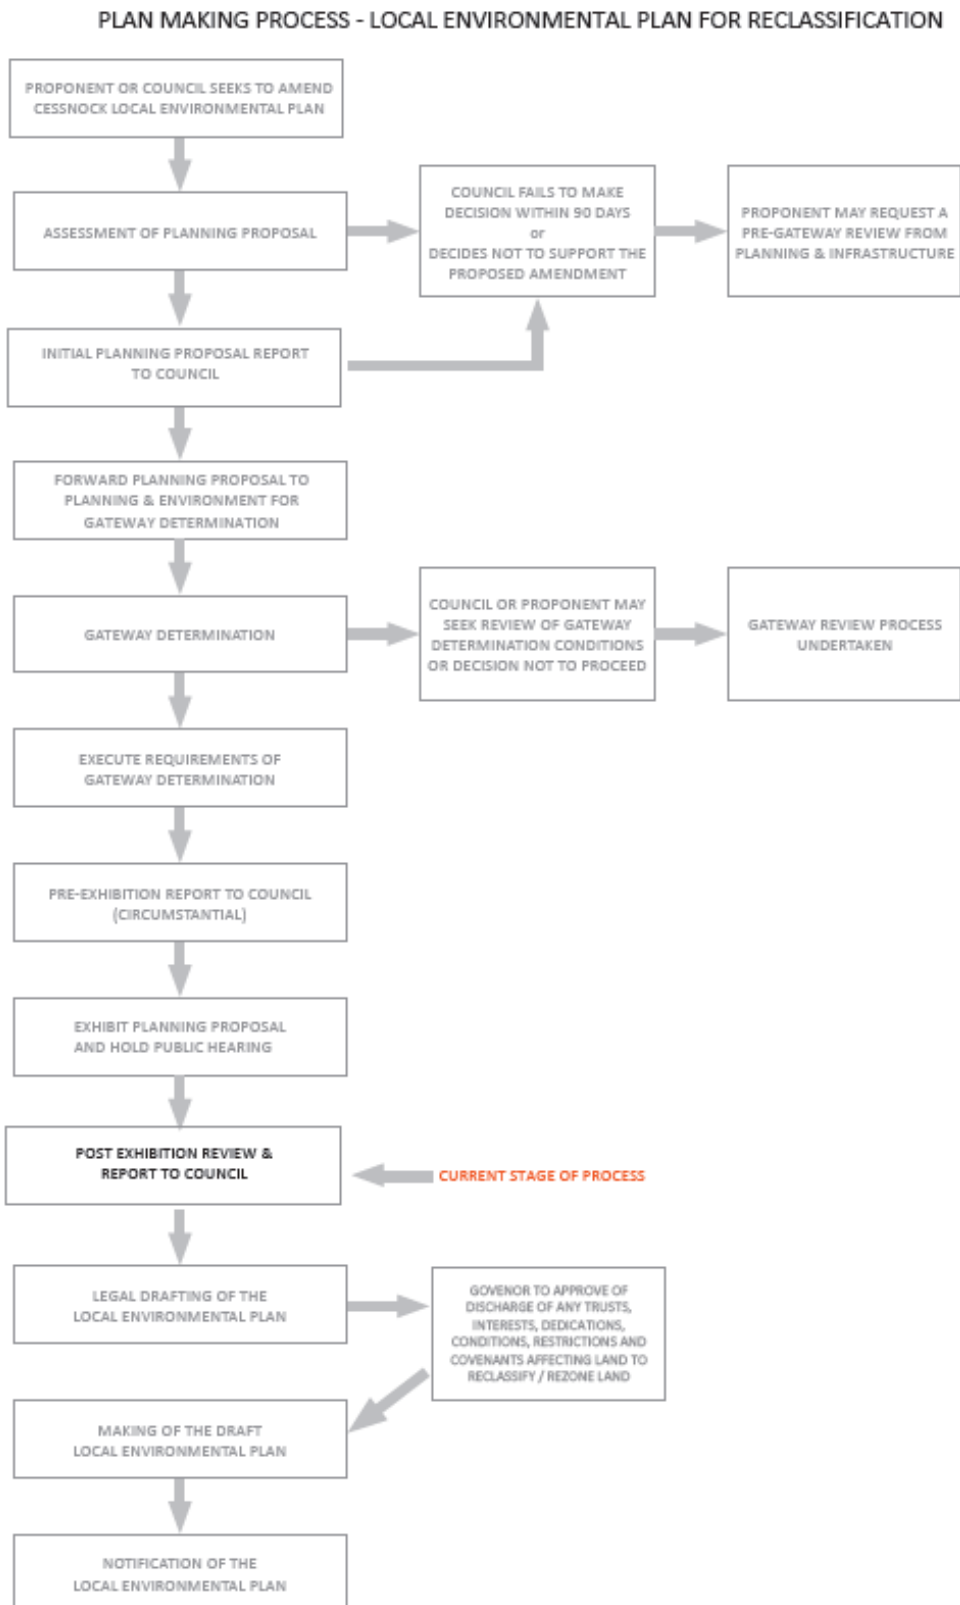 PLAN MAKING PROCESS - LOCAL ENVIRONMENTAL PLAN FOR RECLASSIFICATION
PROPONENT OR COUNCIL SEEKS TO AMEND
CESSNOCK LOCAL ENVIRONMENTAL PLAN
ASSESSMENT OF PLANNING PROPOSAL
COUNCIL FAILS TO MAKE
DECISION WITHIN 90 DAYS
or
DECIDES NOT TO SUPPORT THE
PROPOSED AMENDMENT
PROPONENT MAY REQUEST A
PRE-GATEWAY REVIEW FROM
PLANNING & INFRASTRUCTURE
INITIAL PLANNING PROPOSAL REPORT
TO COUNCIL
FORWARD PLANNING PROPOSAL TO
PLANNING & ENVIRONMENT FOR
GATEWAY DETERMINATION
GATEWAY DETERMINATION
COUNCIL OR PROPONENT MAY
SEEK REVIEW OF GATEWAY
DETERMINATION CONDITIONS
OR DECISION NOT TO PROCEED
GATEWAY REVIEW PROCESS
UNDERTAKEN
EXECUTE REQUIREMENTS OF
GATEWAY DETERMINATION
PRE-EXHIBITION REPORT TO COUNCIL
(CIRCUMSTANTIAL)
EXHIBIT PLANNING PROPOSAL
AND HOLD PUBLIC HEARING
POST EXHIBITION REVIEW &
REPORT TO COUNCIL
CURRENT STAGE OF PROCESS
LEGAL DRAFTING OF THE
LOCAL ENVIRONMENTAL PLAN
GOVENOR TO APPROVE OF
DISCHARGE OF ANY TRUSTS,
INTERESTS, DEDICATIONS,
CONDITIONS, RESTRICTIONS AND
COVENANTS AFFECTING LAND TO
RECLASSIFY / REZONE LAND
MAKING OF THE DRAFT
LOCAL ENVIRONMENTAL PLAN
NOTIFICATION OF THE
LOCAL ENVIRONMENTAL PLAN